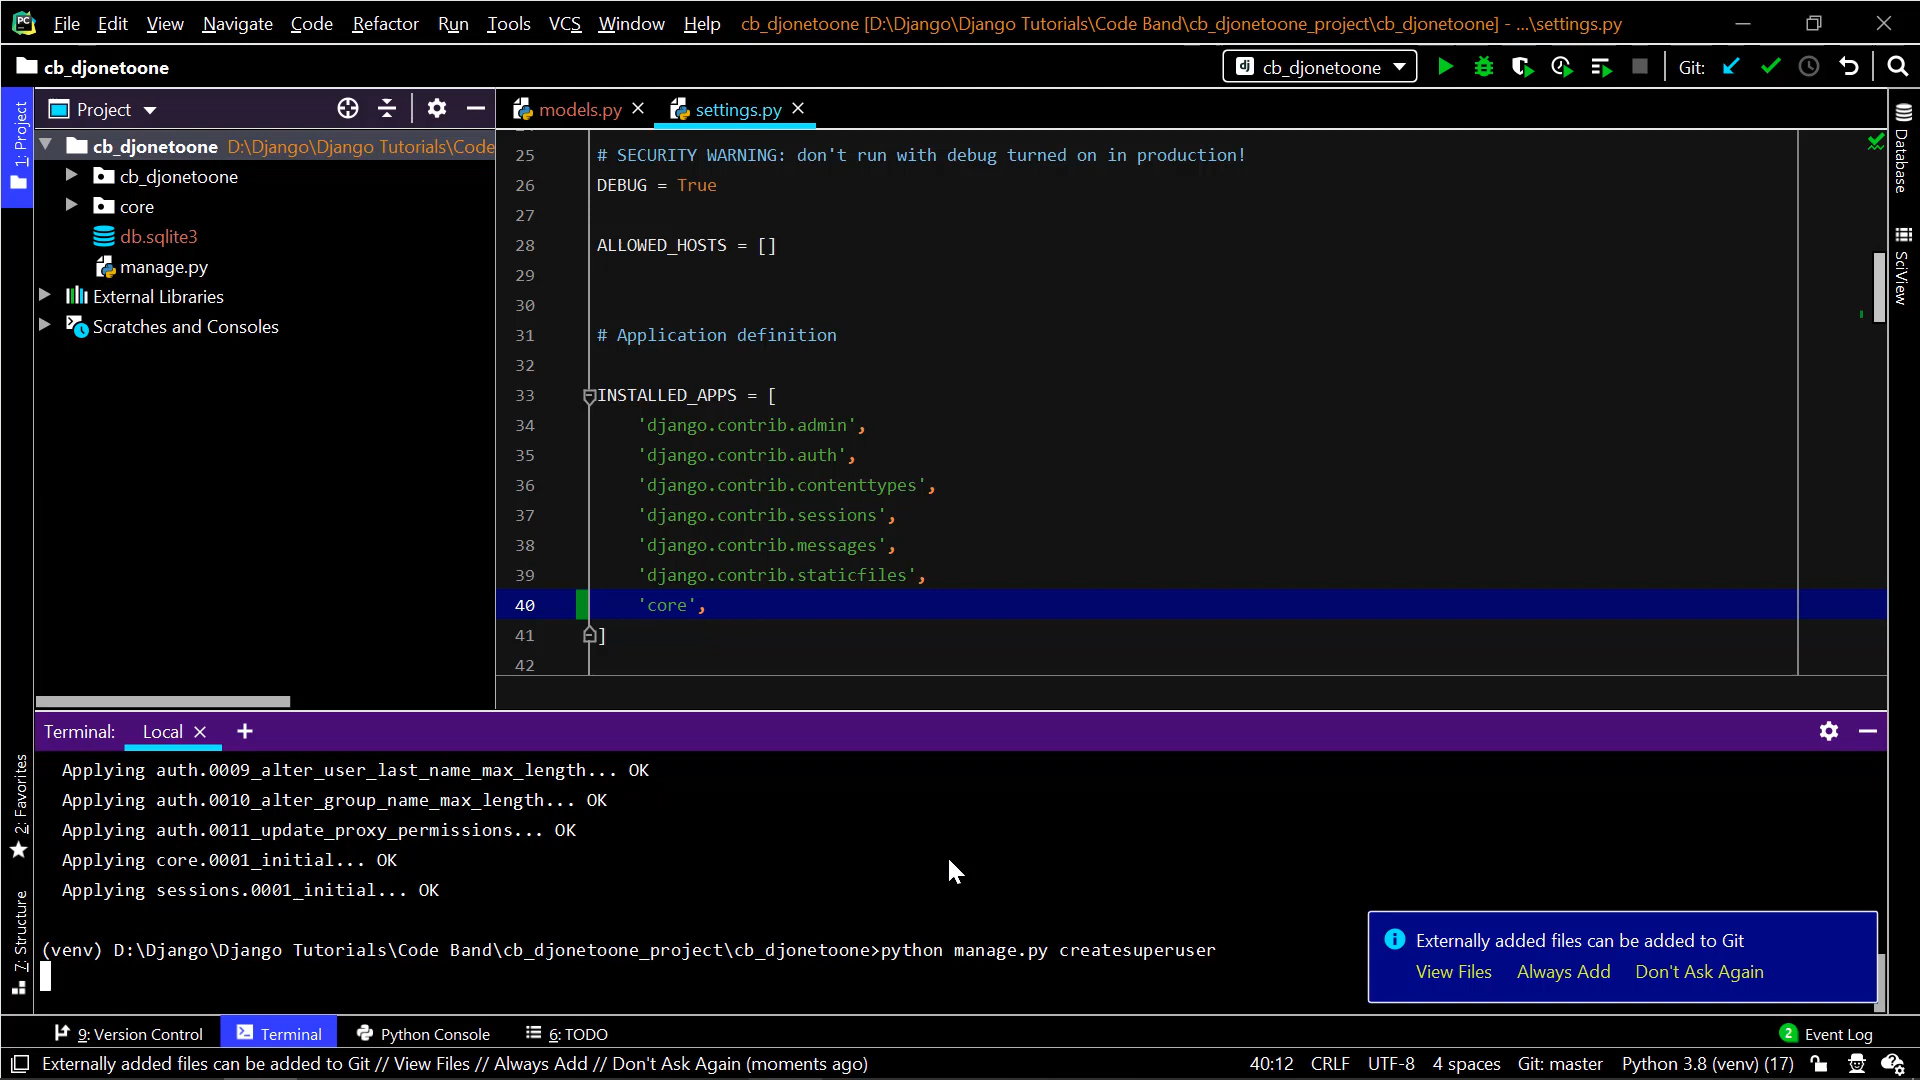 File Edit View Navigate Code Refactor Run Tools VCS Window Help cb_djonetoone [D:\Django\Django Tutorials\Code Band\cb_djonetoone_project\cb_djonetoone] - ...\settings.py
cb_djonetoone
dj cb_djonetoone Git:
1: Project
Project
models.py settings.py
cb_djonetoone D:\Django\Django Tutorials\Code
cb_djonetoone
core
db.sqlite3
manage.py
External Libraries
Scratches and Consoles
25 # SECURITY WARNING: don't run with debug turned on in production!
26 DEBUG = True
27
28 ALLOWED_HOSTS = []
29
30
31 # Application definition
32
33 INSTALLED_APPS = [
34 'django.contrib.admin',
35 'django.contrib.auth',
36 'django.contrib.contenttypes',
37 'django.contrib.sessions',
38 'django.contrib.messages',
39 'django.contrib.staticfiles',
40 'core',
41 ]
42
Database
SciView
Terminal: Local
Applying auth.0009_alter_user_last_name_max_length... OK
Applying auth.0010_alter_group_name_max_length... OK
Applying auth.0011_update_proxy_permissions... OK
Applying core.0001_initial... OK
Applying sessions.0001_initial... OK
(venv) D:\Django\Django Tutorials\Code Band\cb_djonetoone_project\cb_djonetoone>python manage.py createsuperuser
2: Favorites
7: Structure
Externally added files can be added to Git
View Files Always Add Don't Ask Again
9: Version Control Terminal Python Console 6: TODO 2 Event Log
Externally added files can be added to Git // View Files // Always Add // Don't Ask Again (moments ago) 40:12 CRLF UTF-8 4 spaces Git: master Python 3.8 (venv) (17)